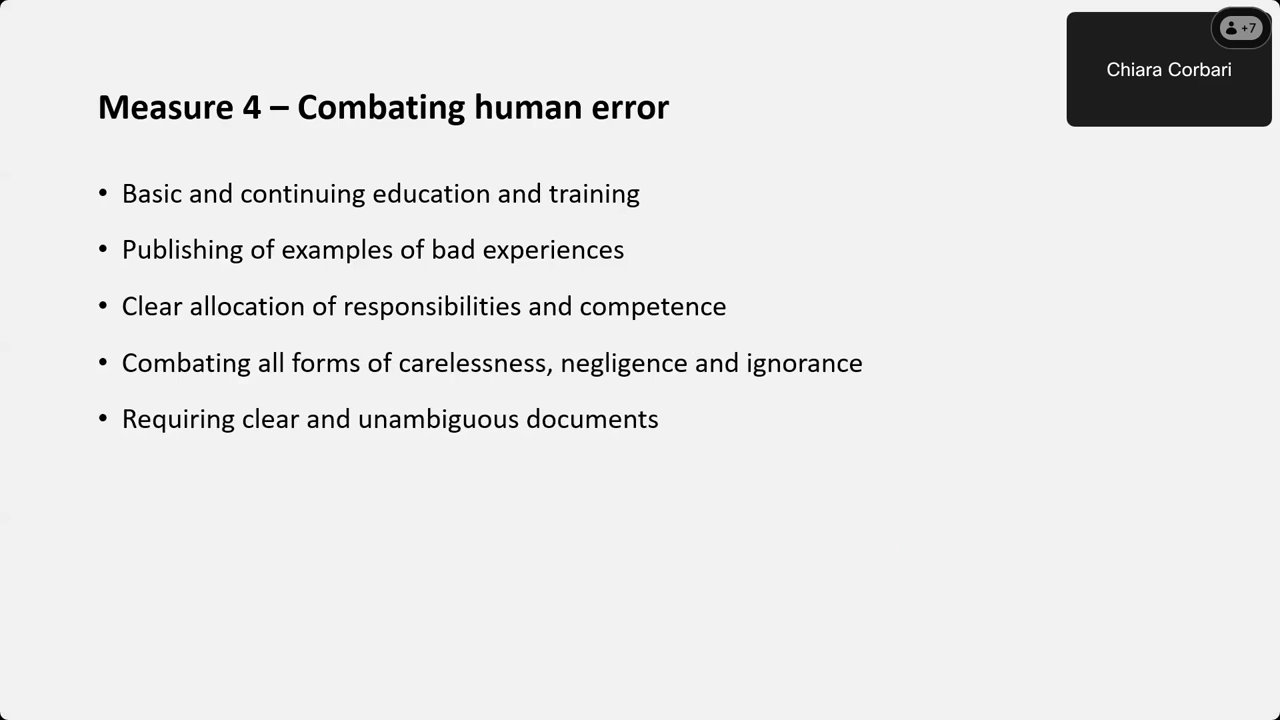 +7
Chiara Corbari
Measure 4 – Combating human error
• Basic and continuing education and training
• Publishing of examples of bad experiences
• Clear allocation of responsibilities and competence
• Combating all forms of carelessness, negligence and ignorance
• Requiring clear and unambiguous documents